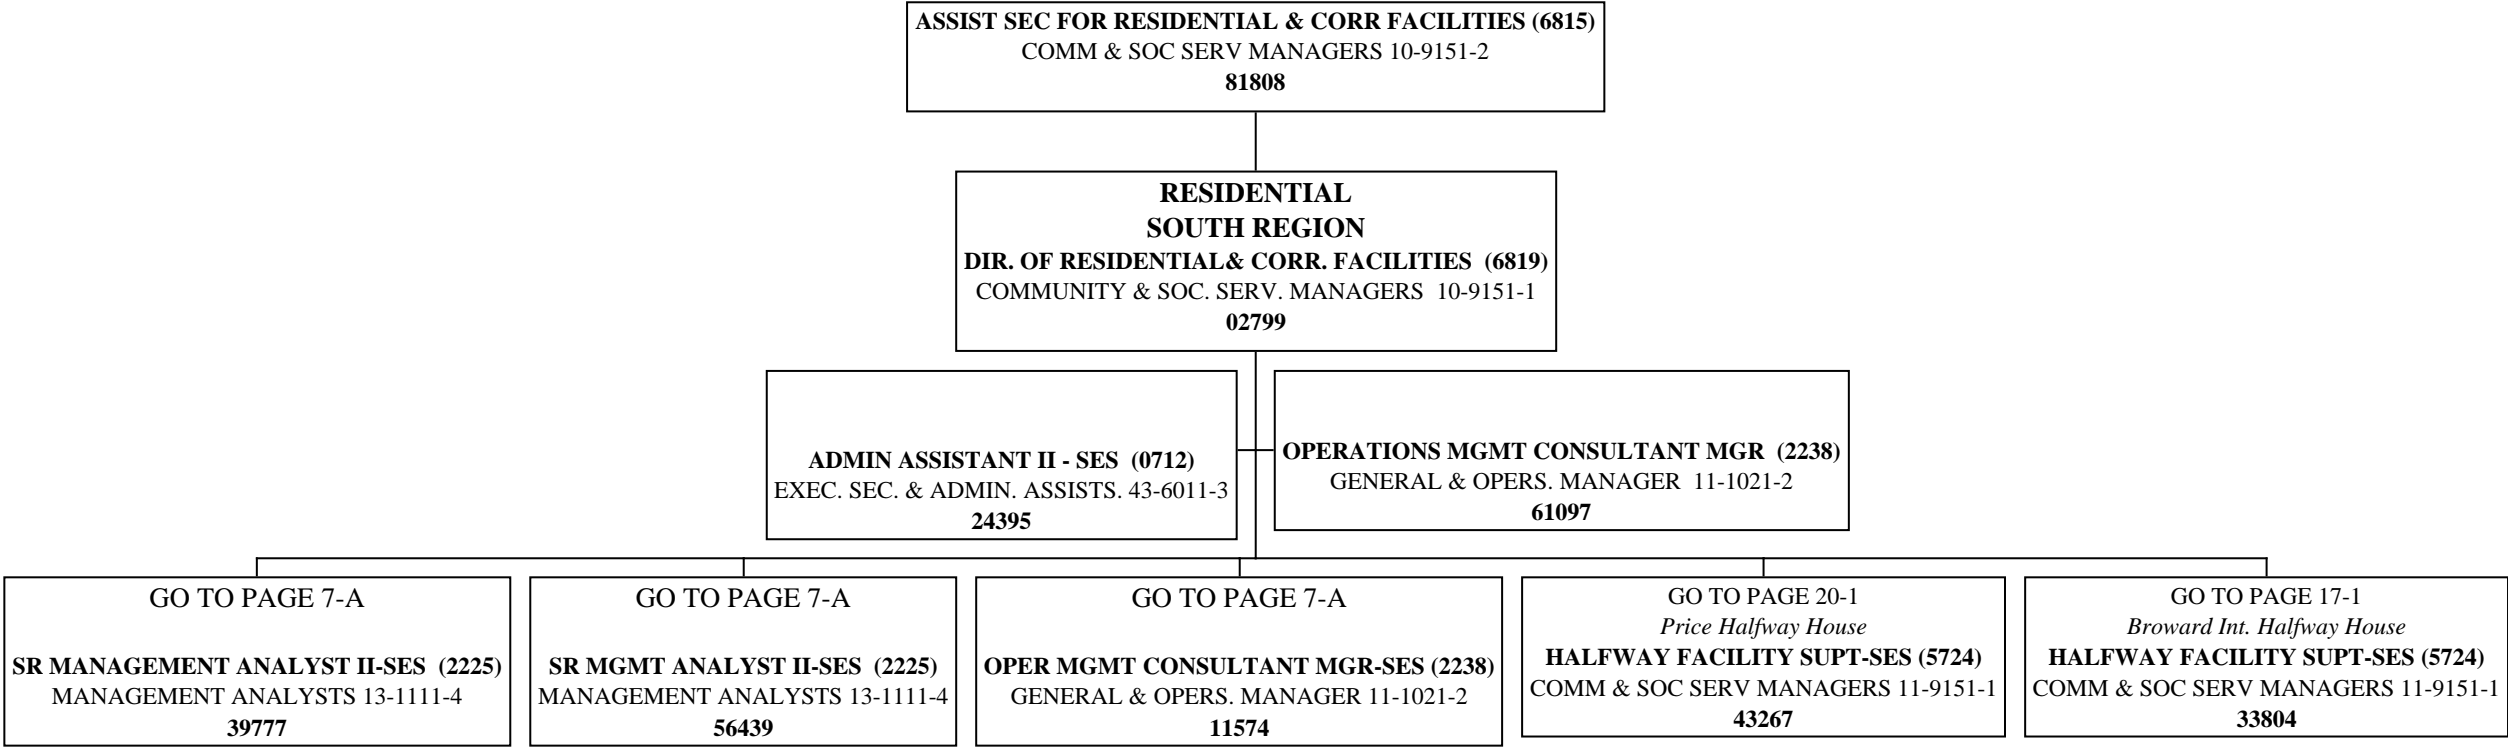 ASSIST SEC FOR RESIDENTIAL & CORR FACILITIES (6815)
COMM & SOC SERV MANAGERS 10-9151-2
81808
RESIDENTIAL
SOUTH REGION
DIR. OF RESIDENTIAL& CORR. FACILITIES (6819)
COMMUNITY & SOC. SERV. MANAGERS 10-9151-1
02799
ADMIN ASSISTANT II - SES (0712)
EXEC. SEC. & ADMIN. ASSISTS. 43-6011-3
24395
OPERATIONS MGMT CONSULTANT MGR (2238)
GENERAL & OPERS. MANAGER 11-1021-2
61097
GO TO PAGE 7-A
SR MANAGEMENT ANALYST II-SES (2225)
MANAGEMENT ANALYSTS 13-1111-4
39777
GO TO PAGE 7-A
SR MGMT ANALYST II-SES (2225)
MANAGEMENT ANALYSTS 13-1111-4
56439
GO TO PAGE 7-A
OPER MGMT CONSULTANT MGR-SES (2238)
GENERAL & OPERS. MANAGER 11-1021-2
11574
GO TO PAGE 20-1
Price Halfway House
HALFWAY FACILITY SUPT-SES (5724)
COMM & SOC SERV MANAGERS 11-9151-1
43267
GO TO PAGE 17-1
Broward Int. Halfway House
HALFWAY FACILITY SUPT-SES (5724)
COMM & SOC SERV MANAGERS 11-9151-1
33804